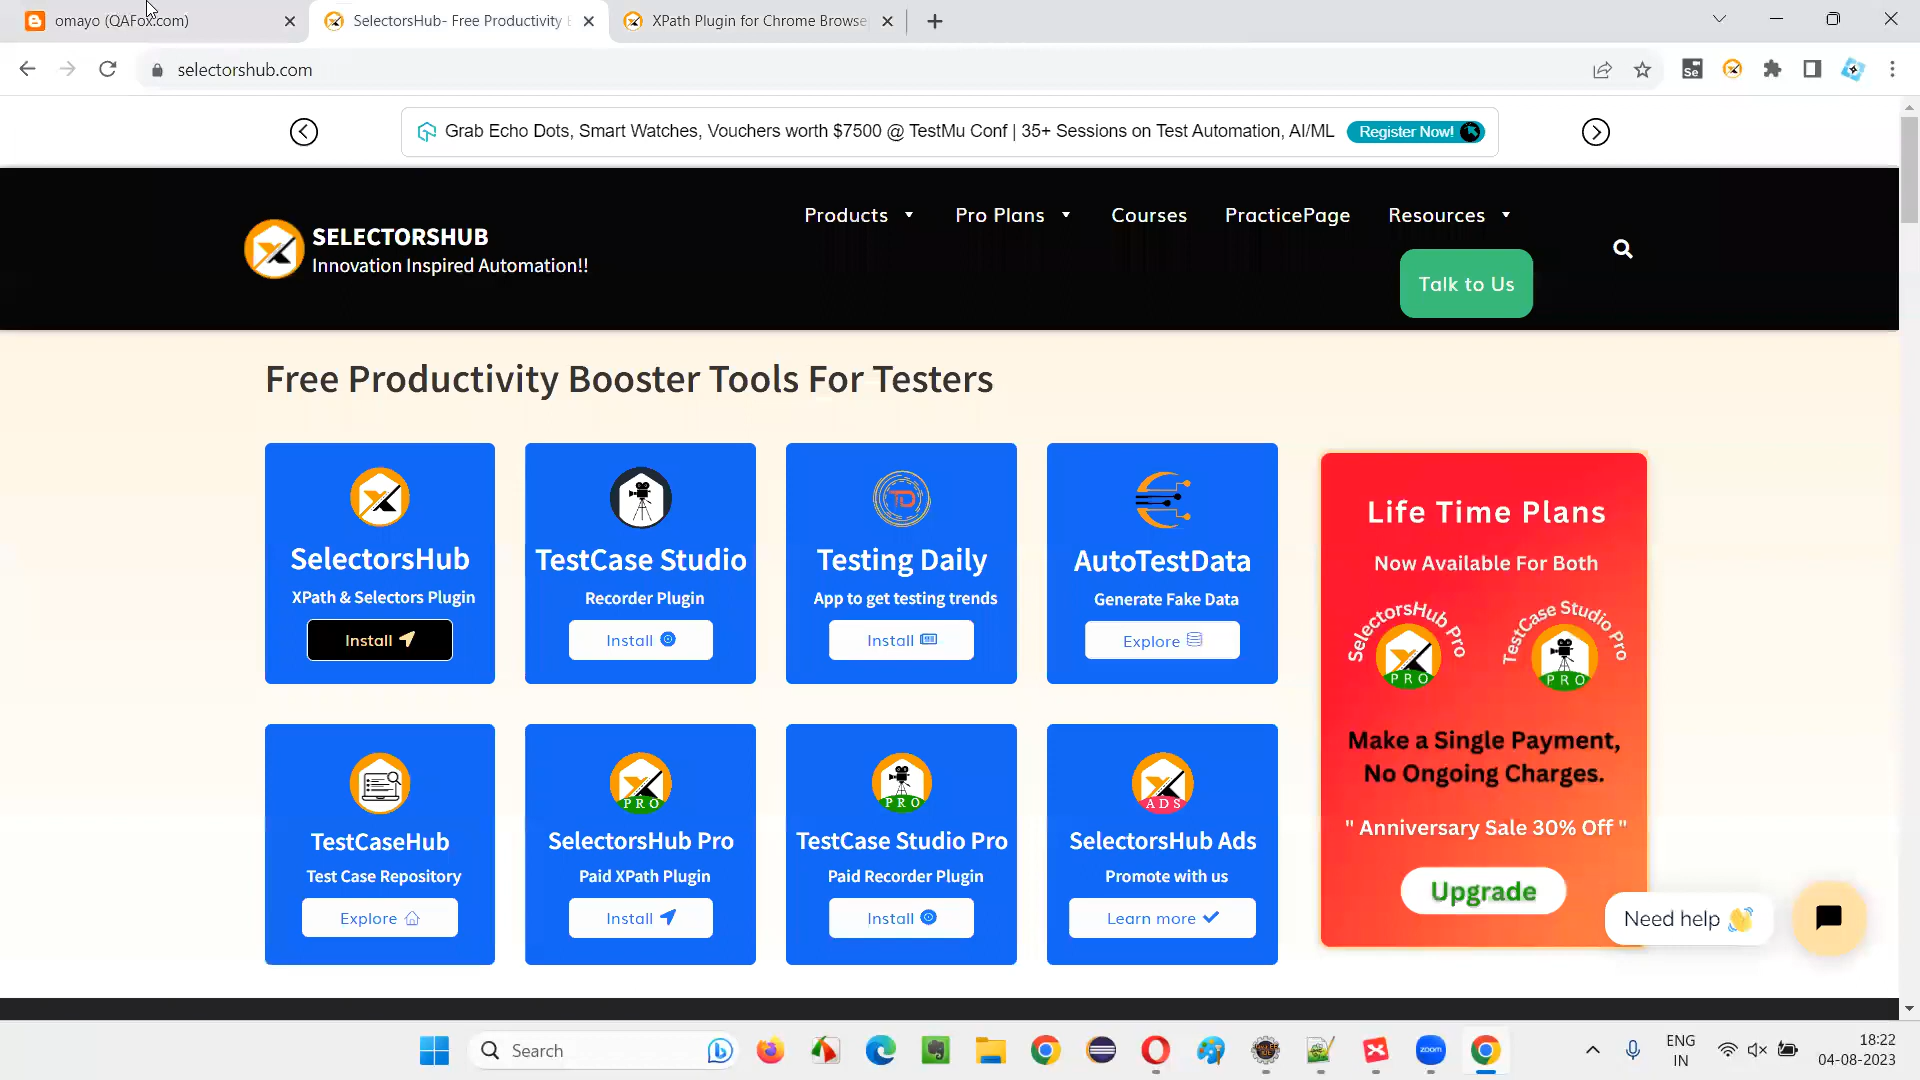 omayo (QAFox.com)
SelectorsHub- Free Productivity
XPath Plugin for Chrome Browse
selectorshub.com
Grab Echo Dots, Smart Watches, Vouchers worth $7500 @ TestMu Conf | 35+ Sessions on Test Automation, AI/ML Register Now!
SELECTORSHUB
Innovation Inspired Automation!!
Products Pro Plans Courses PracticePage Resources
Talk to Us
Free Productivity Booster Tools For Testers
SelectorsHub
XPath & Selectors Plugin
Install
TestCase Studio
Recorder Plugin
Install
TD
Testing Daily
App to get testing trends
Install
AutoTestData
Generate Fake Data
Explore
TestCaseHub
Test Case Repository
Explore
PRO
SelectorsHub Pro
Paid XPath Plugin
Install
PRO
TestCase Studio Pro
Paid Recorder Plugin
Install
ADS
SelectorsHub Ads
Promote with us
Learn more
Life Time Plans
Now Available For Both
SelectorsHub Pro
PRO
TestCase Studio Pro
PRO
Make a Single Payment,
No Ongoing Charges.
" Anniversary Sale 30% Off "
Upgrade
Need help
Search
zoom
ENG
IN
18:22
04-08-2023